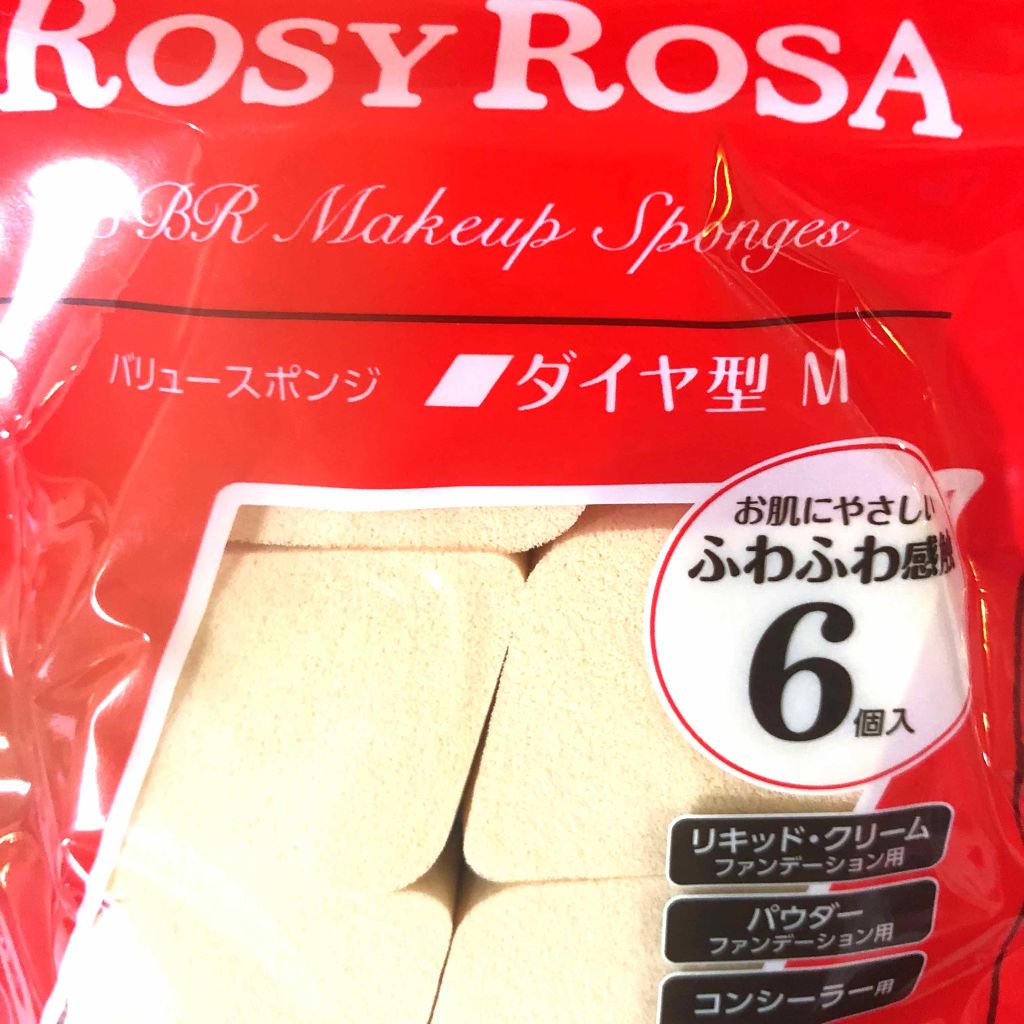 ROSY ROSA
BR Makeup Sponges
バリュースポンジ ダイヤ型 M
お肌にやさしい
ふわふわ感触
6個入
リキッド・クリーム
ファンデーション用
パウダー
ファンデーション用
コンシーラー用